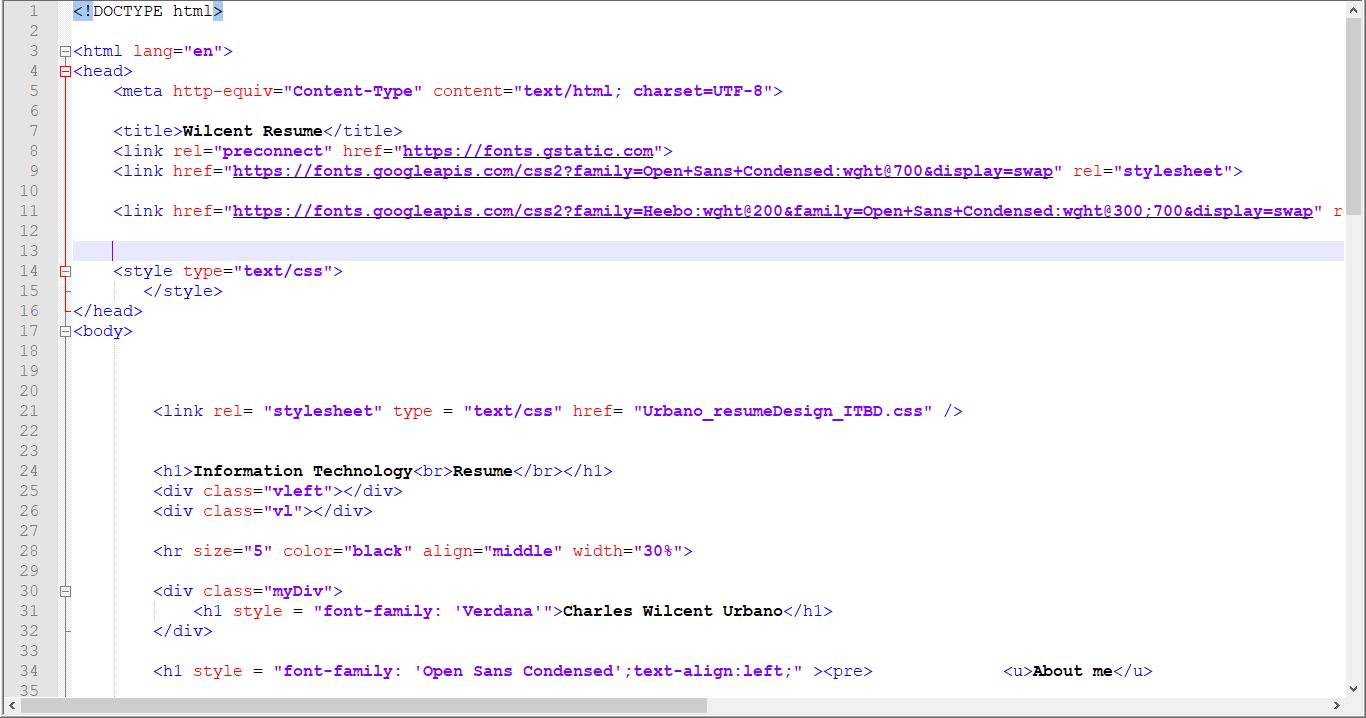 1 <!DOCTYPE html>
2
3 <html lang="en">
4 <head>
5 <meta http-equiv="Content-Type" content="text/html; charset=UTF-8">
6
7 <title>Wilcent Resume</title>
8 <link rel="preconnect" href="https://fonts.gstatic.com">
9 <link href="https://fonts.googleapis.com/css2?family=Open+Sans+Condensed:wght@700&display=swap" rel="stylesheet">
10
11 <link href="https://fonts.googleapis.com/css2?family=Heebo:wght@200&family=Open+Sans+Condensed:wght@300;700&display=swap" r
12
13
14 <style type="text/css">
15 </style>
16 </head>
17 <body>
18
19
20
21 <link rel= "stylesheet" type = "text/css" href= "Urbano_resumeDesign_ITBD.css" />
22
23
24 <h1>Information Technology<br>Resume</br></h1>
25 <div class="vleft"></div>
26 <div class="vl"></div>
27
28 <hr size="5" color="black" align="middle" width="30%">
29
30 <div class="myDiv">
31 <h1 style = "font-family: 'Verdana'">Charles Wilcent Urbano</h1>
32 </div>
33
34 <h1 style = "font-family: 'Open Sans Condensed';text-align:left;" ><pre> <u>About me</u>
35